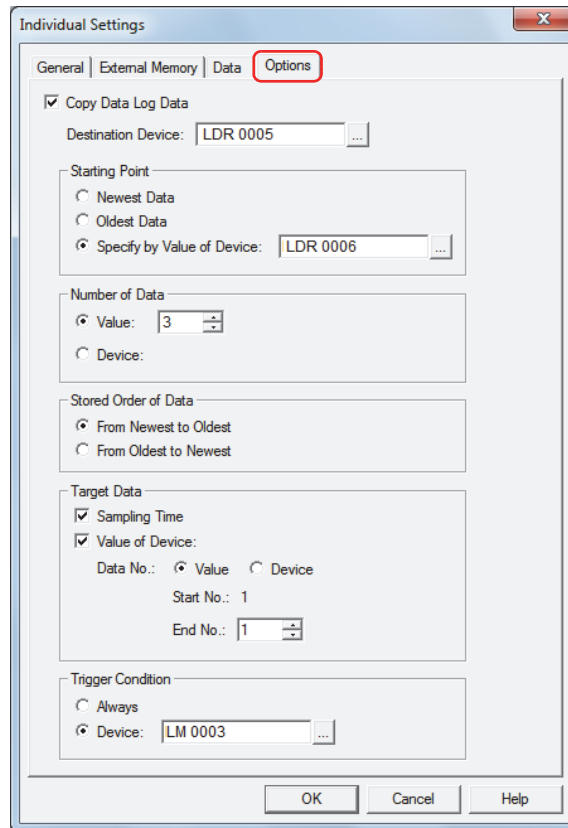 Individual Settings
General External Memory Data Options
Copy Data Log Data
Destination Device: LDR 0005 ...
Starting Point
Newest Data
Oldest Data
Specify by Value of Device: LDR 0006 ...
Number of Data
Value: 3
Device:
Stored Order of Data
From Newest to Oldest
From Oldest to Newest
Target Data
Sampling Time
Value of Device:
Data No.: Value Device
Start No.: 1
End No.: 1
Trigger Condition
Always
Device: LM 0003 ...
OK Cancel Help